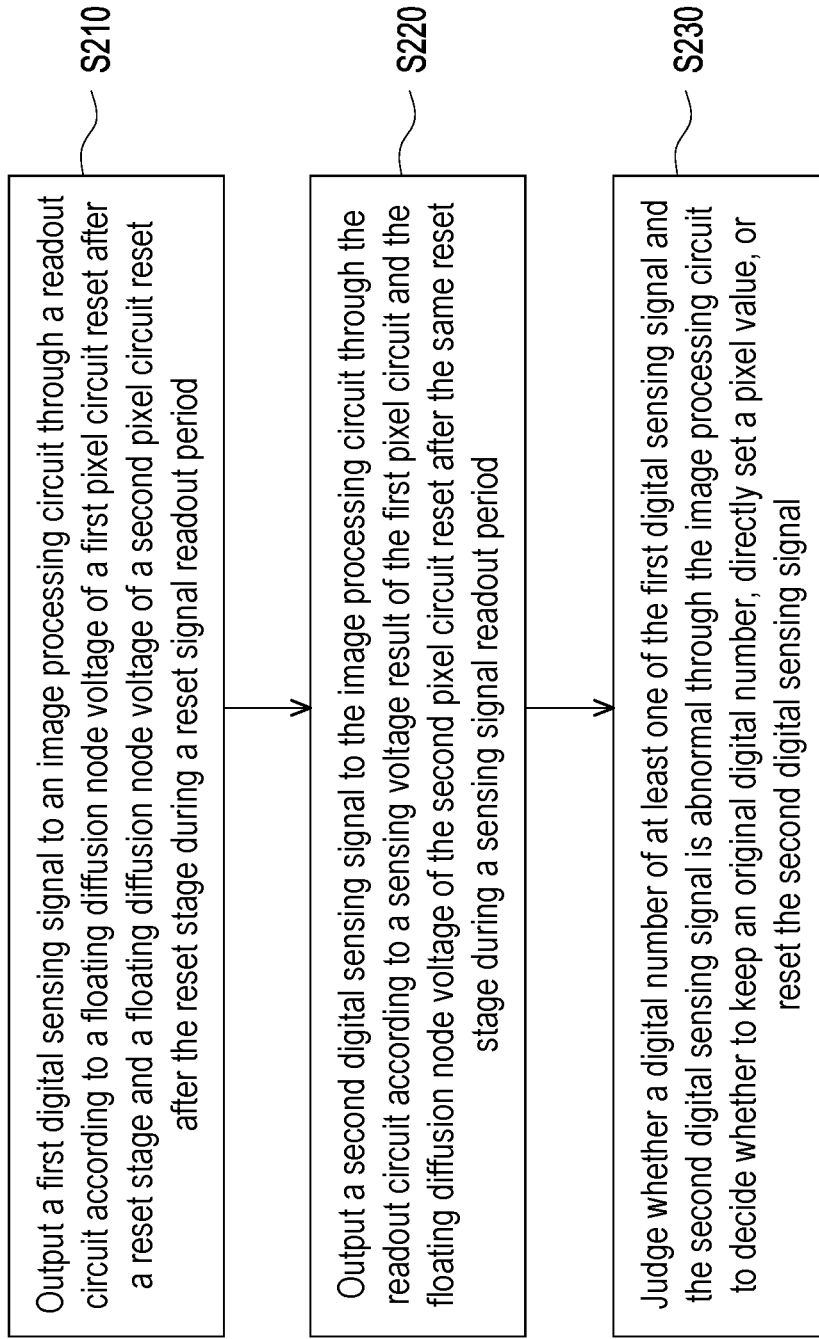 Output a first digital sensing signal to an image processing circuit through a readout
circuit according to a floating diffusion node voltage of a first pixel circuit reset after
a reset stage and a floating diffusion node voltage of a second pixel circuit reset
after the reset stage during a reset signal readout period
S210
Output a second digital sensing signal to the image processing circuit through the
readout circuit according to a sensing voltage result of the first pixel circuit and the
floating diffusion node voltage of the second pixel circuit reset after the same reset
stage during a sensing signal readout period
S220
Judge whether a digital number of at least one of the first digital sensing signal and
the second digital sensing signal is abnormal through the image processing circuit
to decide whether to keep an original digital number, directly set a pixel value, or
reset the second digital sensing signal
S230